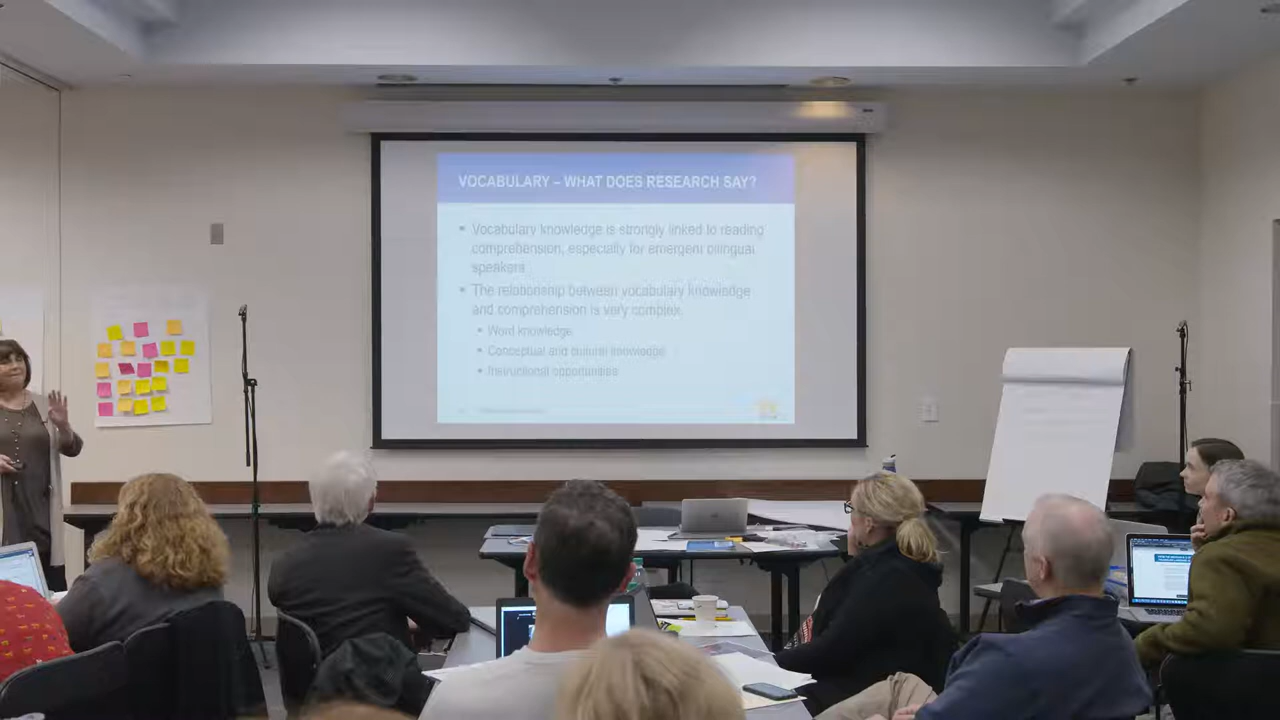 VOCABULARY – WHAT DOES RESEARCH SAY?
• Vocabulary knowledge is strongly linked to reading
comprehension, especially for emergent bilingual
speakers
• The relationship between vocabulary knowledge
and comprehension is very complex.
• Word knowledge
• Conceptual and cultural knowledge
• Instructional opportunities